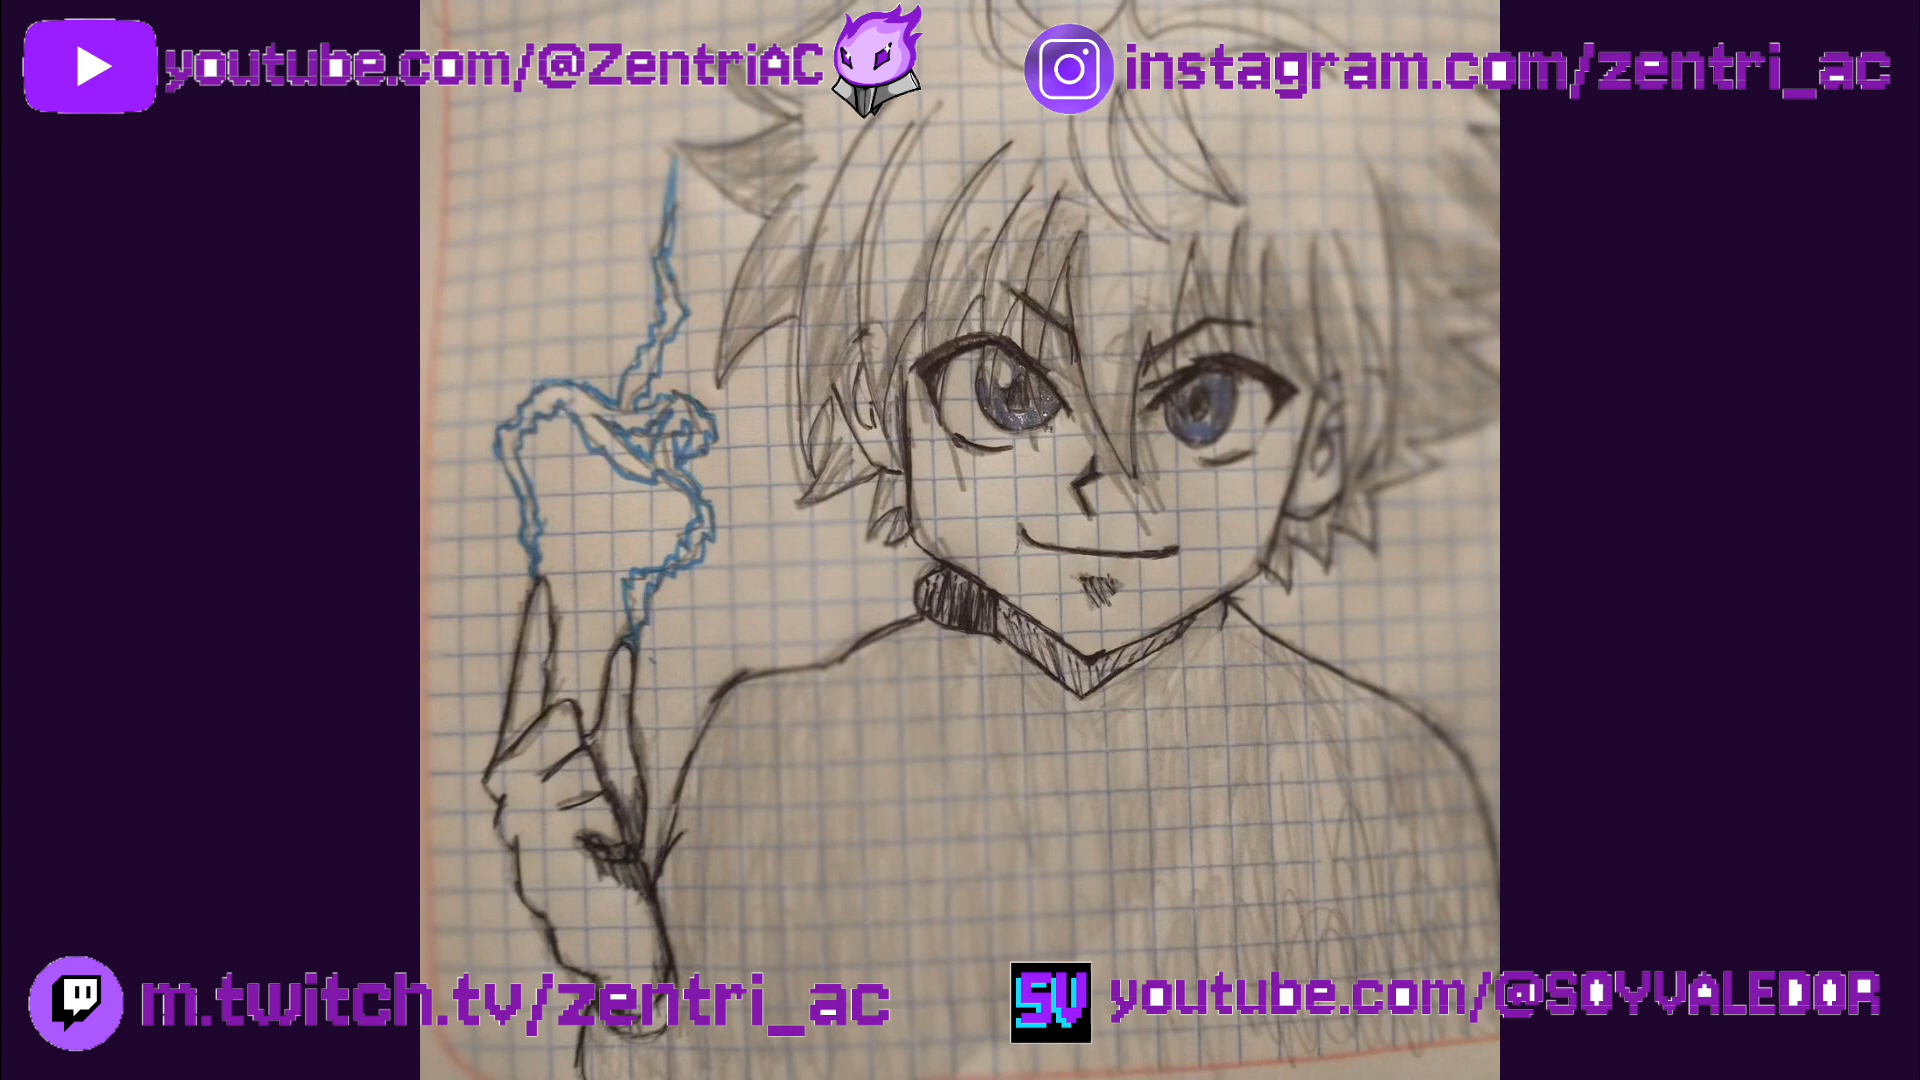 youtube.com/@ZentriAC
instagram.com/zentri_ac
m.twitch.tv/zentri_ac
SV
youtube.com/@SOYVALEDOR